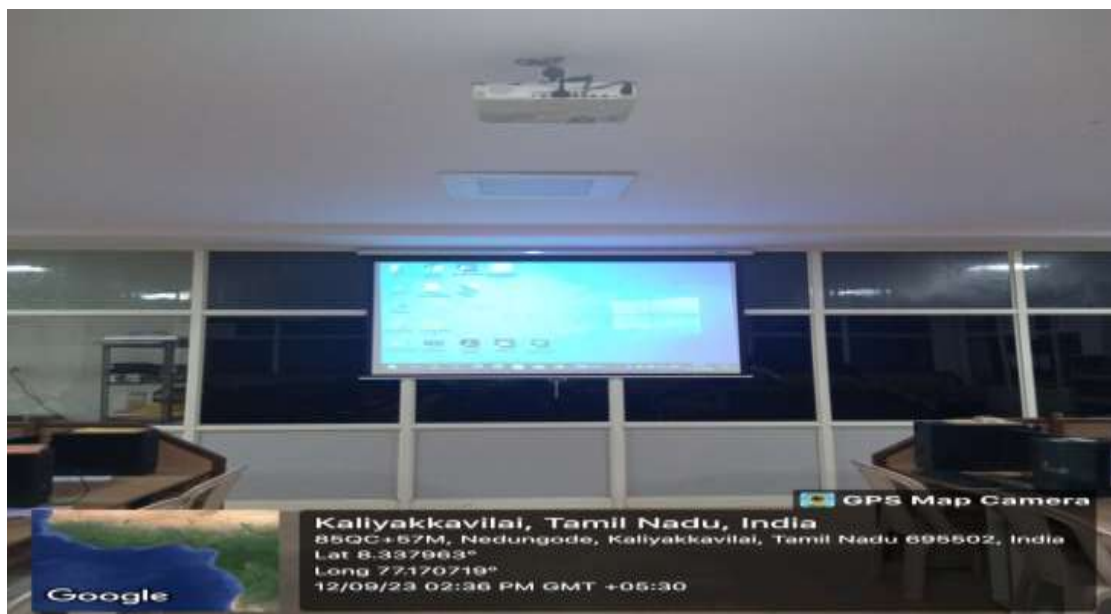 GPS Map Camera
Kaliyakkavilai, Tamil Nadu, India
85QC+57M, Nedungode, Kaliyakkavilai, Tamil Nadu 695502, India
Lat 8.337963°
Long 77.170719°
12/09/23 02:36 PM GMT +05:30
Google